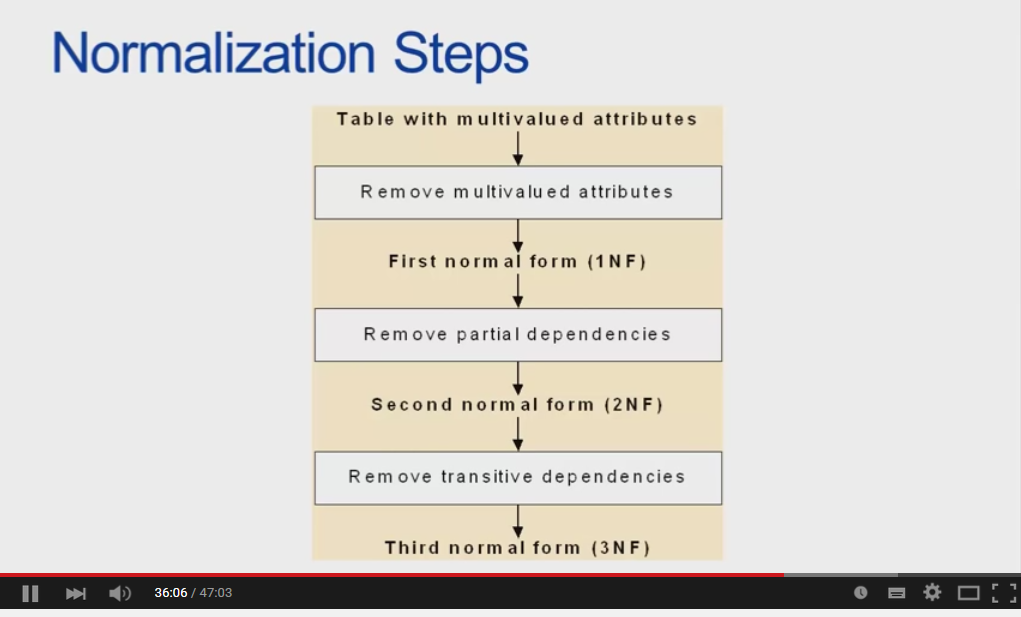 Normalization Steps
Table with multivalued attributes
Remove multivalued attributes
First normal form (1NF)
Remove partial dependencies
Second normal form (2NF)
Remove transitive dependencies
Third normal form (3NF)
36:06 / 47:03